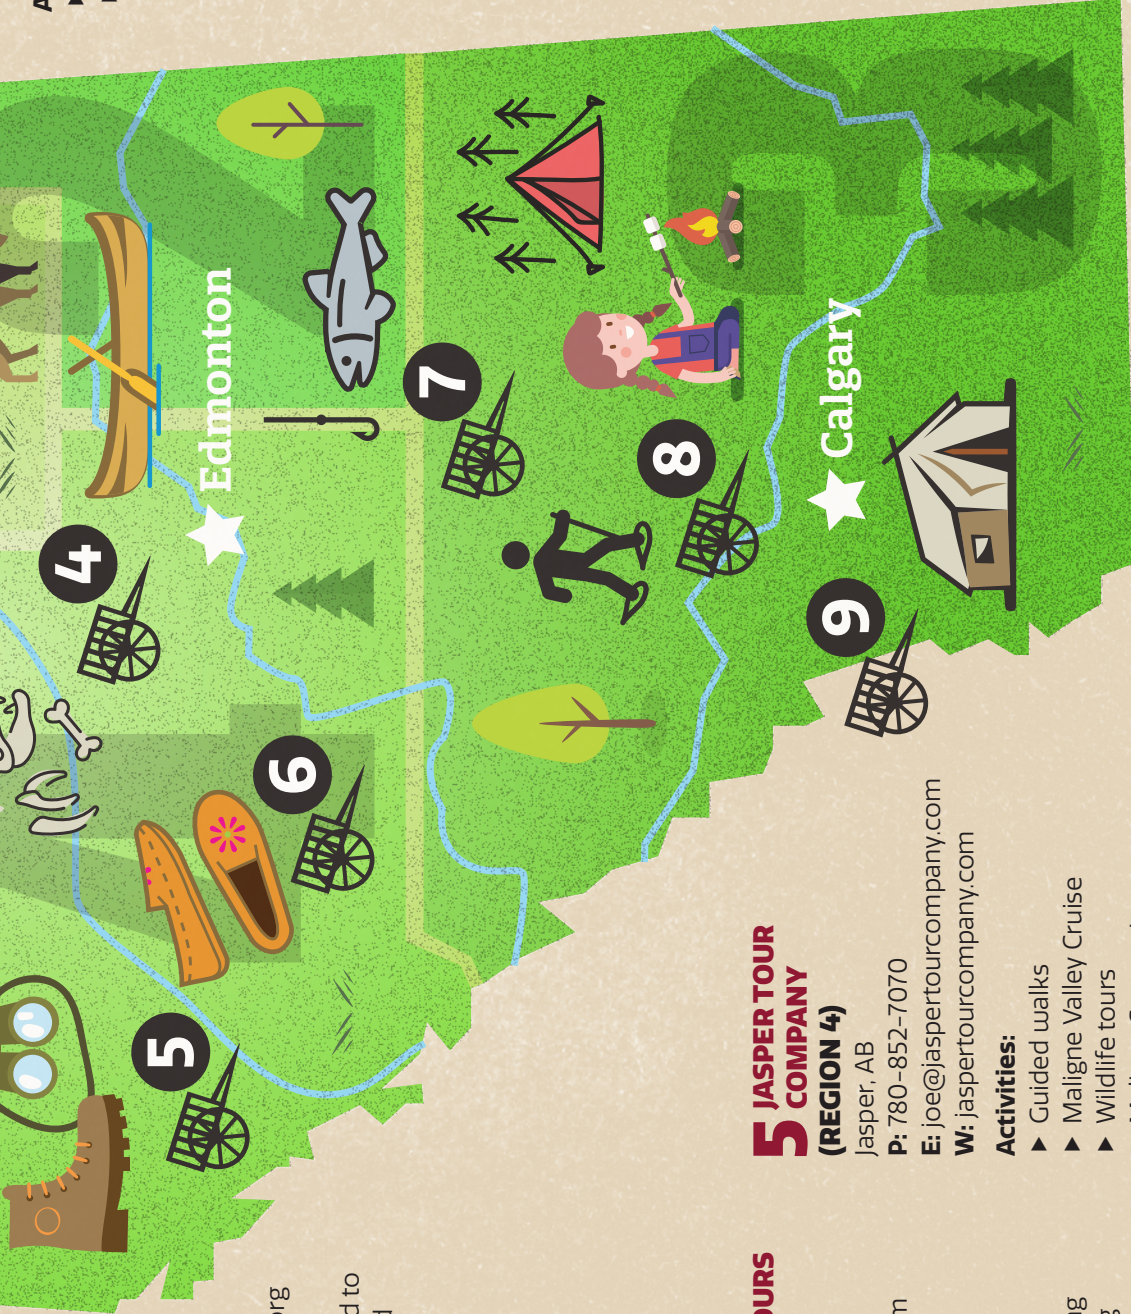 Edmonton
4
5
6
7
8
9
Calgary
OURS
5 JASPER TOUR
COMPANY
(REGION 4)
Jasper, AB
P: 780-852-7070
E: joe@jaspertourcompany.com
W: jaspertourcompany.com
Activities:
▶ Guided walks
▶ Maligne Valley Cruise
▶ Wildlife tours